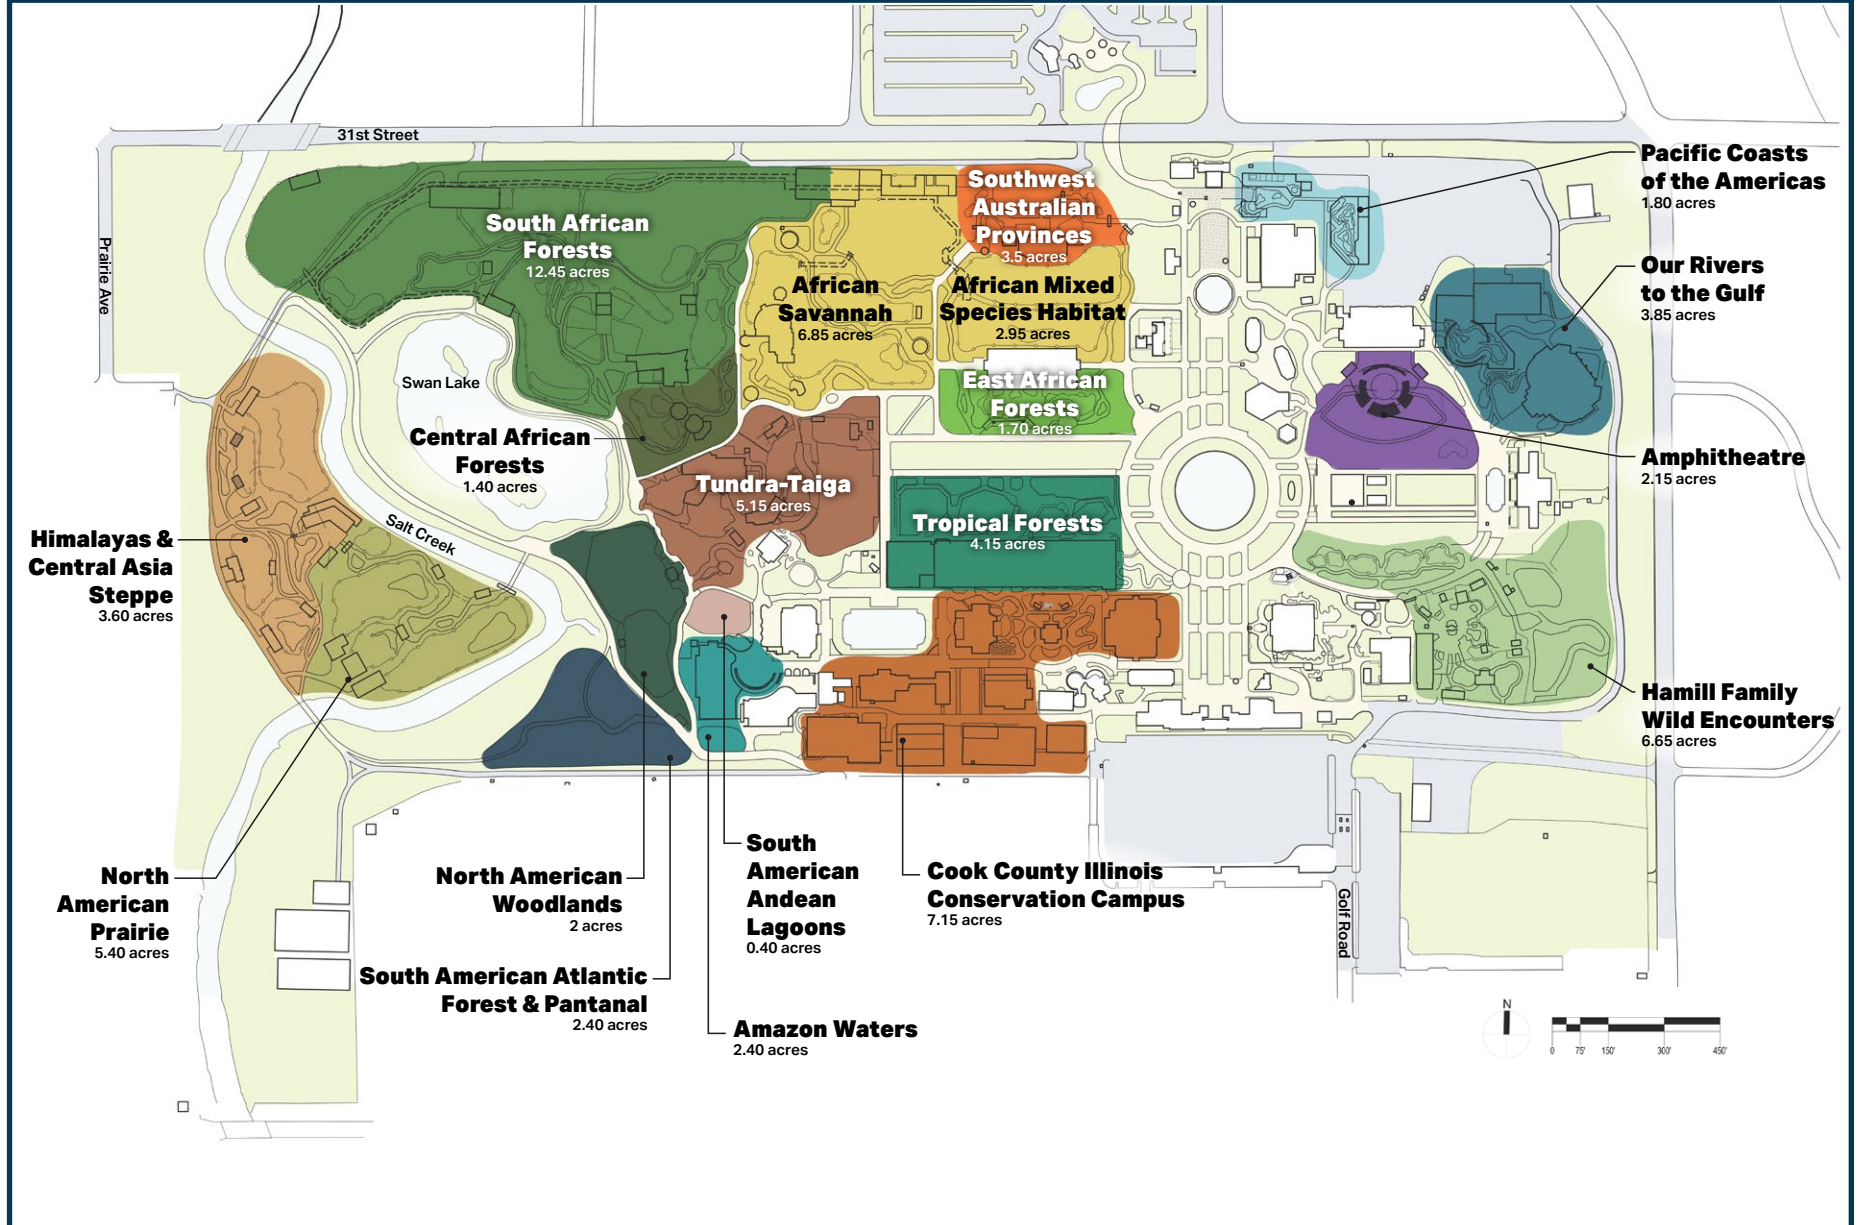 31st Street
Prairie Ave
South African
Forests
12.45 acres
African
Savannah
6.85 acres
Southwest
Australian
Provinces
3.5 acres
African Mixed
Species Habitat
2.95 acres
East African
Forests
1.70 acres
Pacific Coasts
of the Americas
1.80 acres
Our Rivers
to the Gulf
3.85 acres
Amphitheatre
2.15 acres
Swan Lake
Central African
Forests
1.40 acres
Tundra-Taiga
5.15 acres
Tropical Forests
4.15 acres
Salt Creek
Himalayas &
Central Asia
Steppe
3.60 acres
Hamill Family
Wild Encounters
6.65 acres
North
American
Prairie
5.40 acres
North American
Woodlands
2 acres
South American Atlantic
Forest & Pantanal
2.40 acres
South
American
Andean
Lagoons
0.40 acres
Amazon Waters
2.40 acres
Cook County Illinois
Conservation Campus
7.15 acres
Golf Road
N
0 75' 150' 300' 450'